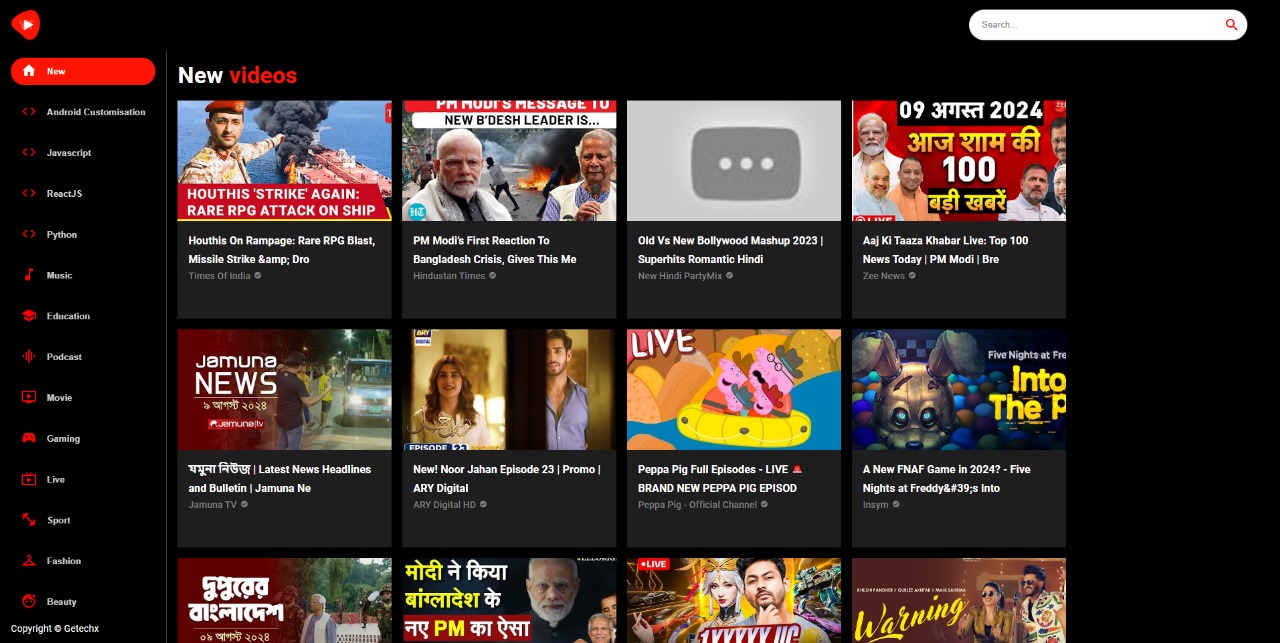 Search...
New
Android Customisation
Javascript
ReactJS
Python
Music
Education
Podcast
Movie
Gaming
Live
Sport
Fashion
Beauty
Copyright © Getechx
New videos
HOUTHIS 'STRIKE' AGAIN:
RARE RPG ATTACK ON SHIP
Houthis On Rampage: Rare RPG Blast,
Missile Strike &amp; Dro
Times Of India
PM MODI'S MESSAGE TO
NEW B'DESH LEADER IS...
HT
PM Modi's First Reaction To
Bangladesh Crisis, Gives This Me
Hindustan Times
Old Vs New Bollywood Mashup 2023 |
Superhits Romantic Hindi
New Hindi PartyMix
09 अगस्त 2024
आज शाम की
100
बड़ी खबरें
LIVE
Aaj Ki Taaza Khabar Live: Top 100
News Today | PM Modi | Bre
Zee News
Jamuna
NEWS
৯ আগস্ট ২০২৪
Jamuna|tv
যমুনা নিউজ | Latest News Headlines
and Bulletin | Jamuna Ne
Jamuna TV
ARY
DIGITAL
EPISODE 23
New! Noor Jahan Episode 23 | Promo |
ARY Digital
ARY Digital HD
LIVE
Peppa Pig Full Episodes - LIVE 🚨
BRAND NEW PEPPA PIG EPISOD
Peppa Pig - Official Channel
Five Nights at Fre
Into
The P
A New FNAF Game in 2024? - Five
Nights at Freddy&#39;s Into
Insym
দুপুরের
বাংলাদেশ
০৯ আগস্ট ২০২৪
मोदी ने किया
बांग्लादेश के
नए PM का ऐसा
LIVE
KHUSHI PANDHER > GURLEZ AKHTAR > MAVI SAHIRHA
Warning